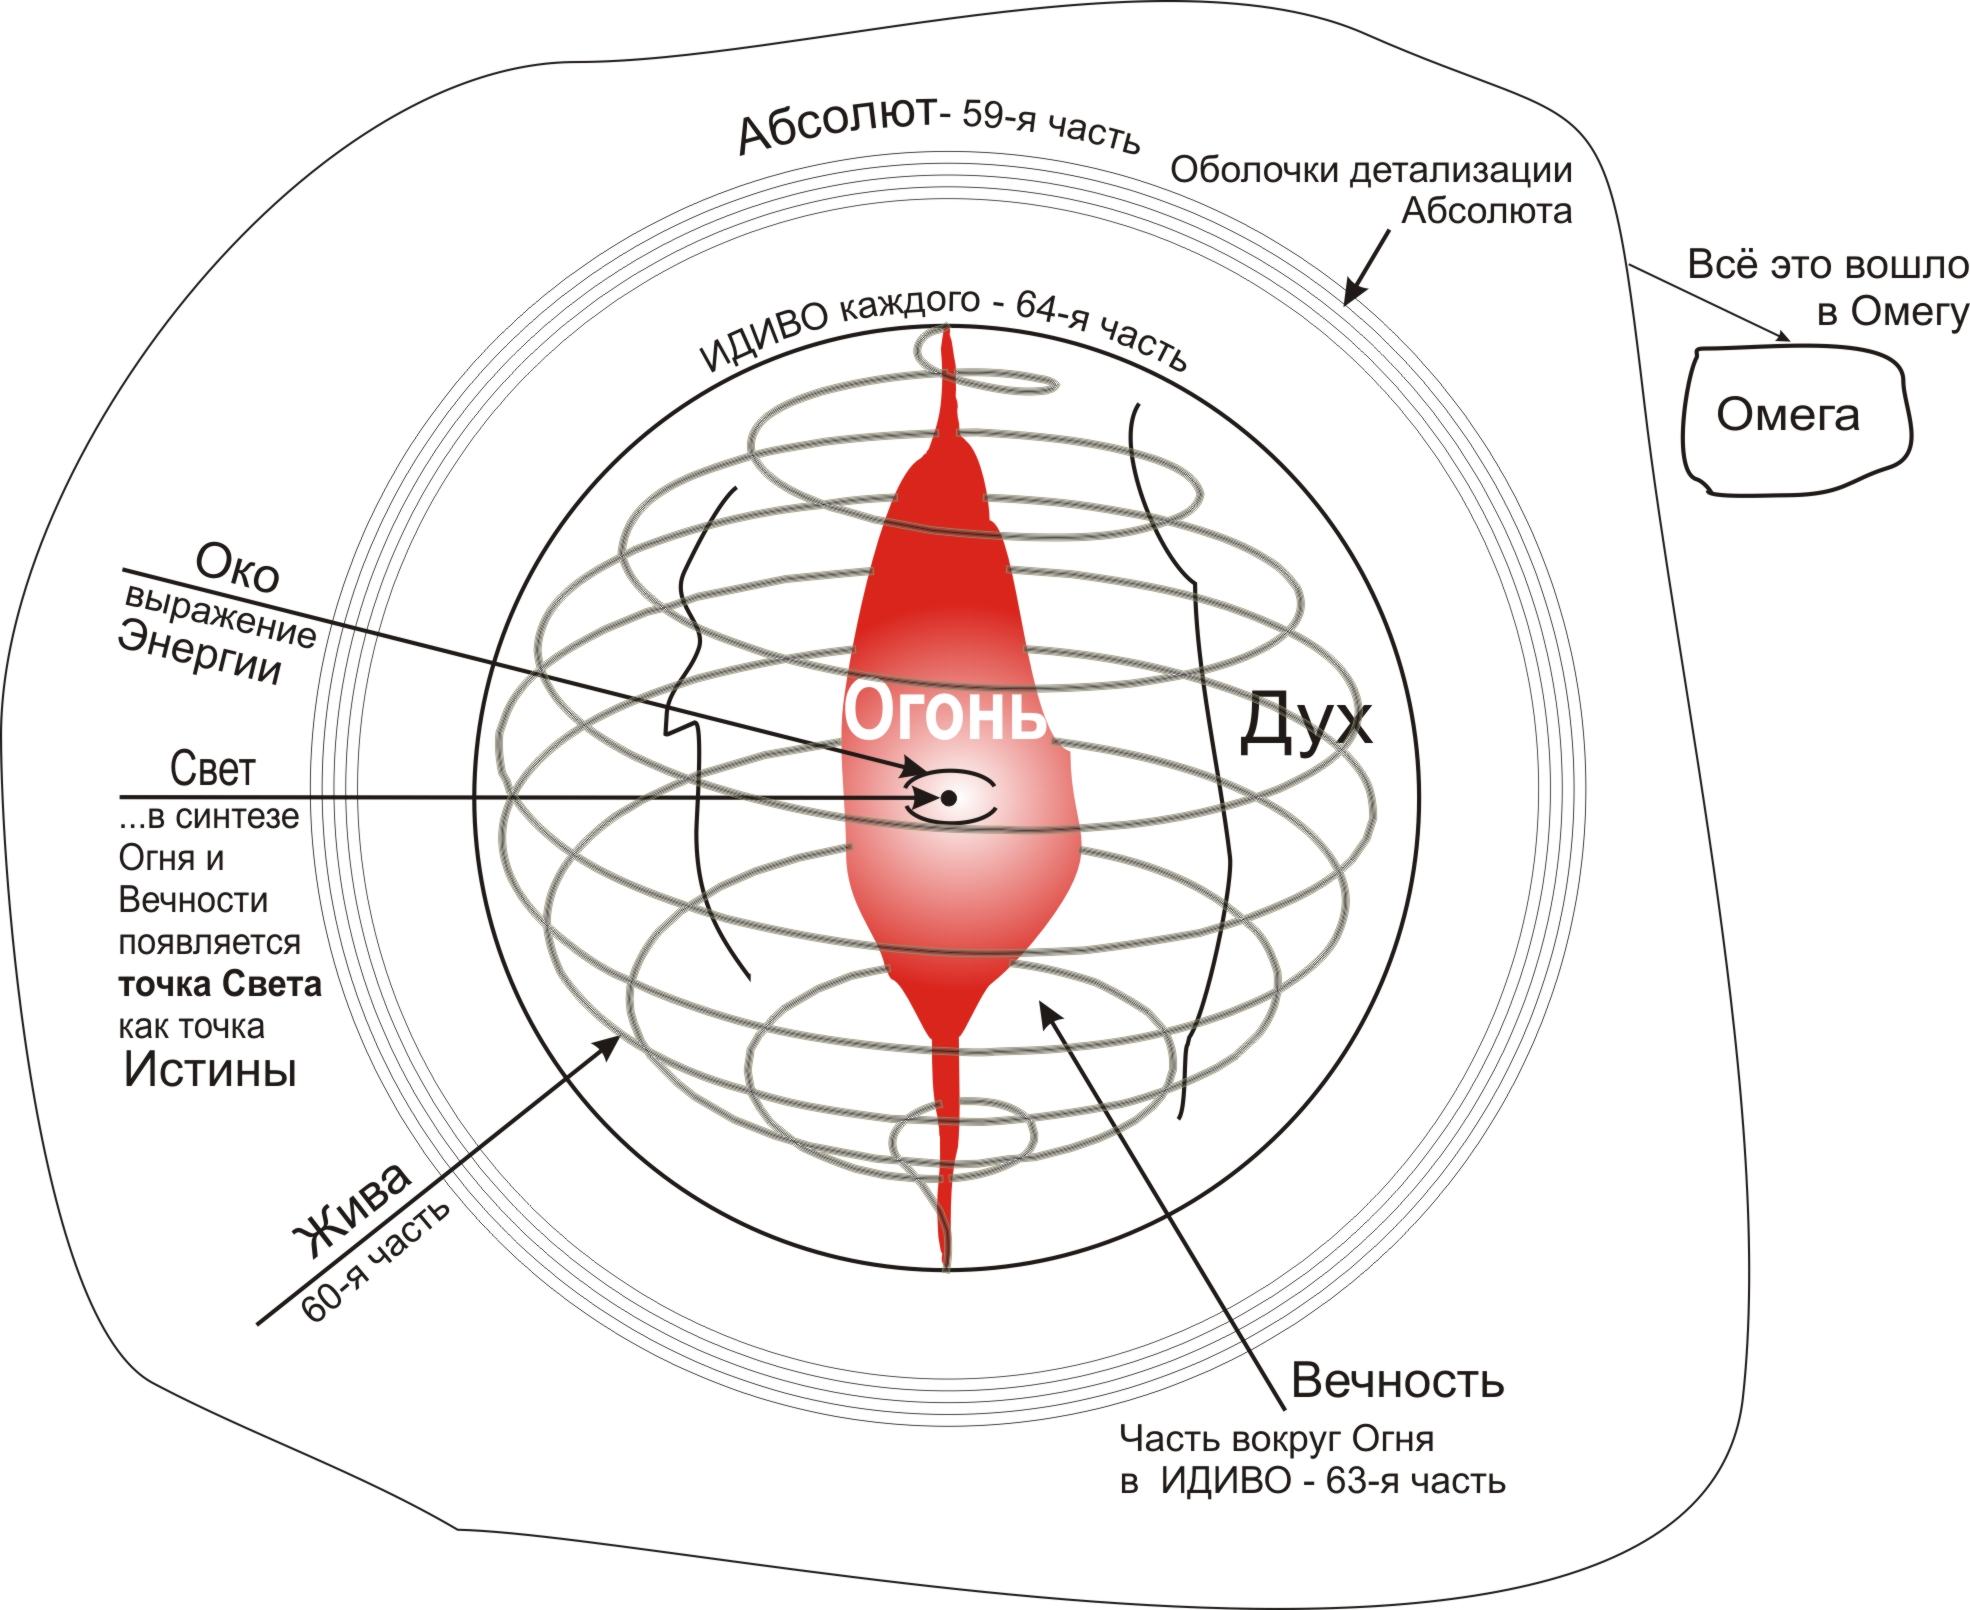 Абсолют- 59-я часть
Оболочки детализации
Абсолюта
Всё это вошло
в Омегу
Омега
ИДИВО каждого - 64-я часть
Око
выражение
Энергии
Огонь
Дух
Свет
...в синтезе
Огня и
Вечности
появляется
точка Света
как точка
Истины
Жива
60-я часть
Вечность
Часть вокруг Огня
в ИДИВО - 63-я часть